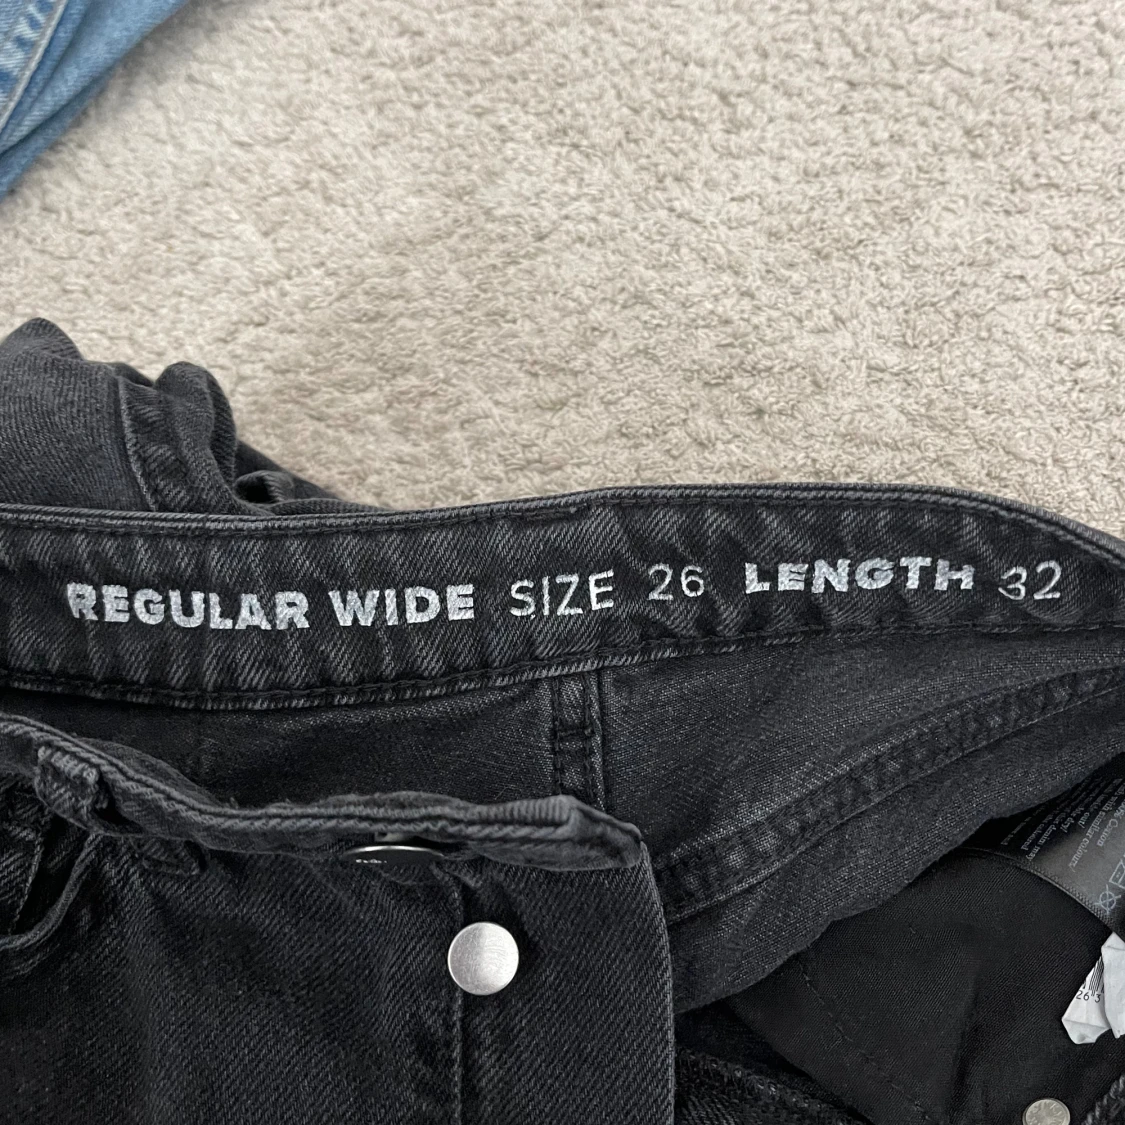 REGULAR WIDE SIZE 26 LENGTH 32